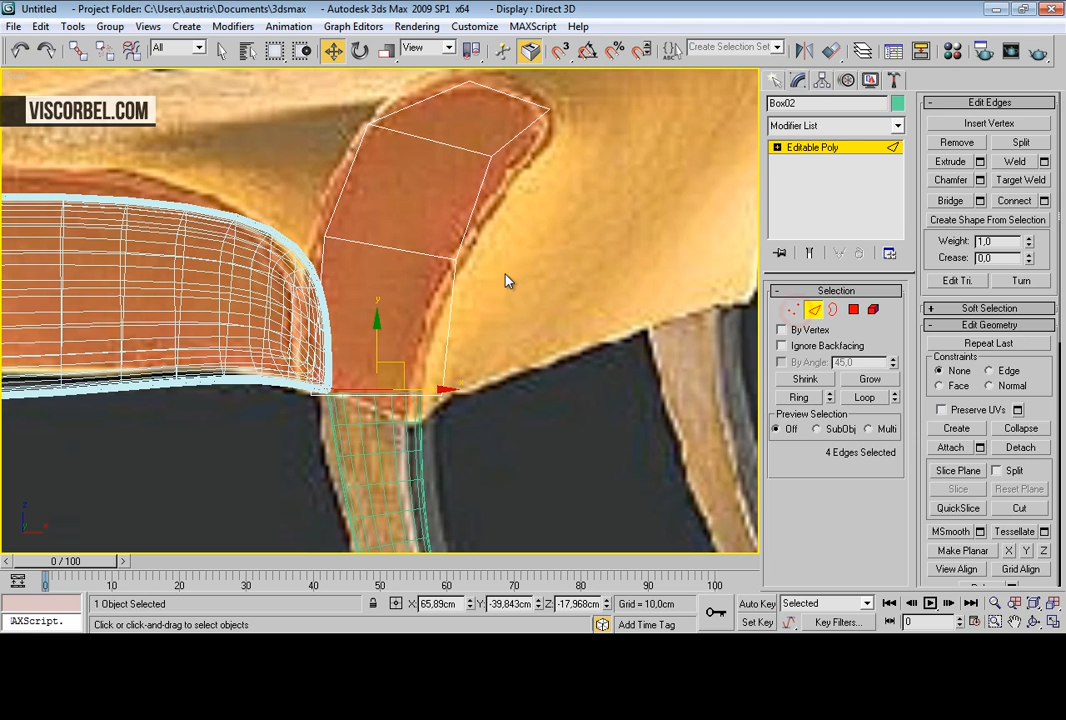 Untitled - Project Folder: C:\Users\austris\Documents\3dsmax - Autodesk 3ds Max 2009 SP1 x64 - Display : Direct 3D
File Edit Tools Group Views Create Modifiers Animation Graph Editors Rendering Customize MAXScript Help
All View Create Selection Set
VISCORBEL.COM
Box02
Modifier List
Editable Poly
Selection
By Vertex
Ignore Backfacing
By Angle: 45,0
Shrink Grow
Ring Loop
Preview Selection
Off SubObj Multi
4 Edges Selected
Edit Edges
Insert Vertex
Remove Split
Extrude Weld
Chamfer Target Weld
Bridge Connect
Create Shape From Selection
Weight: 1,0
Crease: 0,0
Edit Tri. Turn
Soft Selection
Edit Geometry
Repeat Last
Constraints
None Edge
Face Normal
Preserve UVs
Create Collapse
Attach Detach
Slice Plane Split
Slice Reset Plane
QuickSlice Cut
MSmooth Tessellate
Make Planar X Y Z
View Align Grid Align
y
z
x
0 / 100
0 10 20 30 40 50 60 70 80 90 100
1 Object Selected X: 65,89cm Y: -39,843cm Z: -17,968cm Grid = 10,0cm
AXScript. Click or click-and-drag to select objects Add Time Tag
Auto Key Selected
Set Key Key Filters... 0